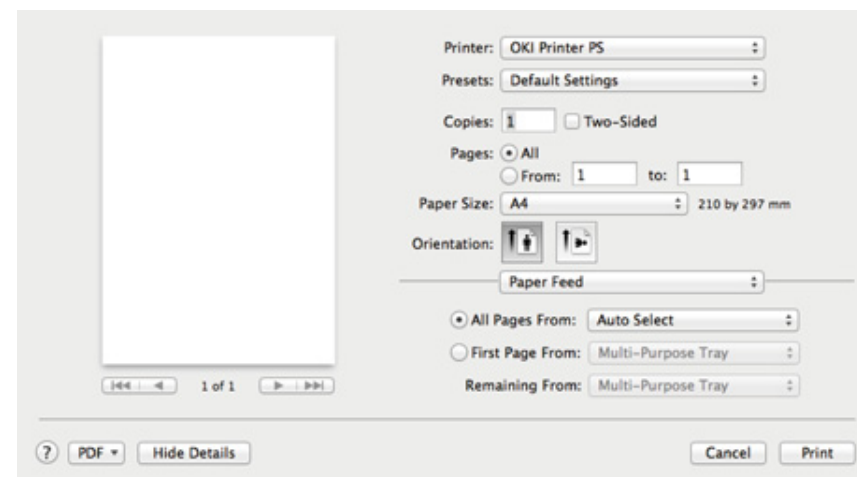 Printer: OKI Printer PS
Presets: Default Settings
Copies: 1 Two-Sided
Pages: All
From: 1 to: 1
Paper Size: A4 210 by 297 mm
Orientation:
Paper Feed
All Pages From: Auto Select
First Page From: Multi-Purpose Tray
Remaining From: Multi-Purpose Tray
1 of 1
? PDF Hide Details Cancel Print